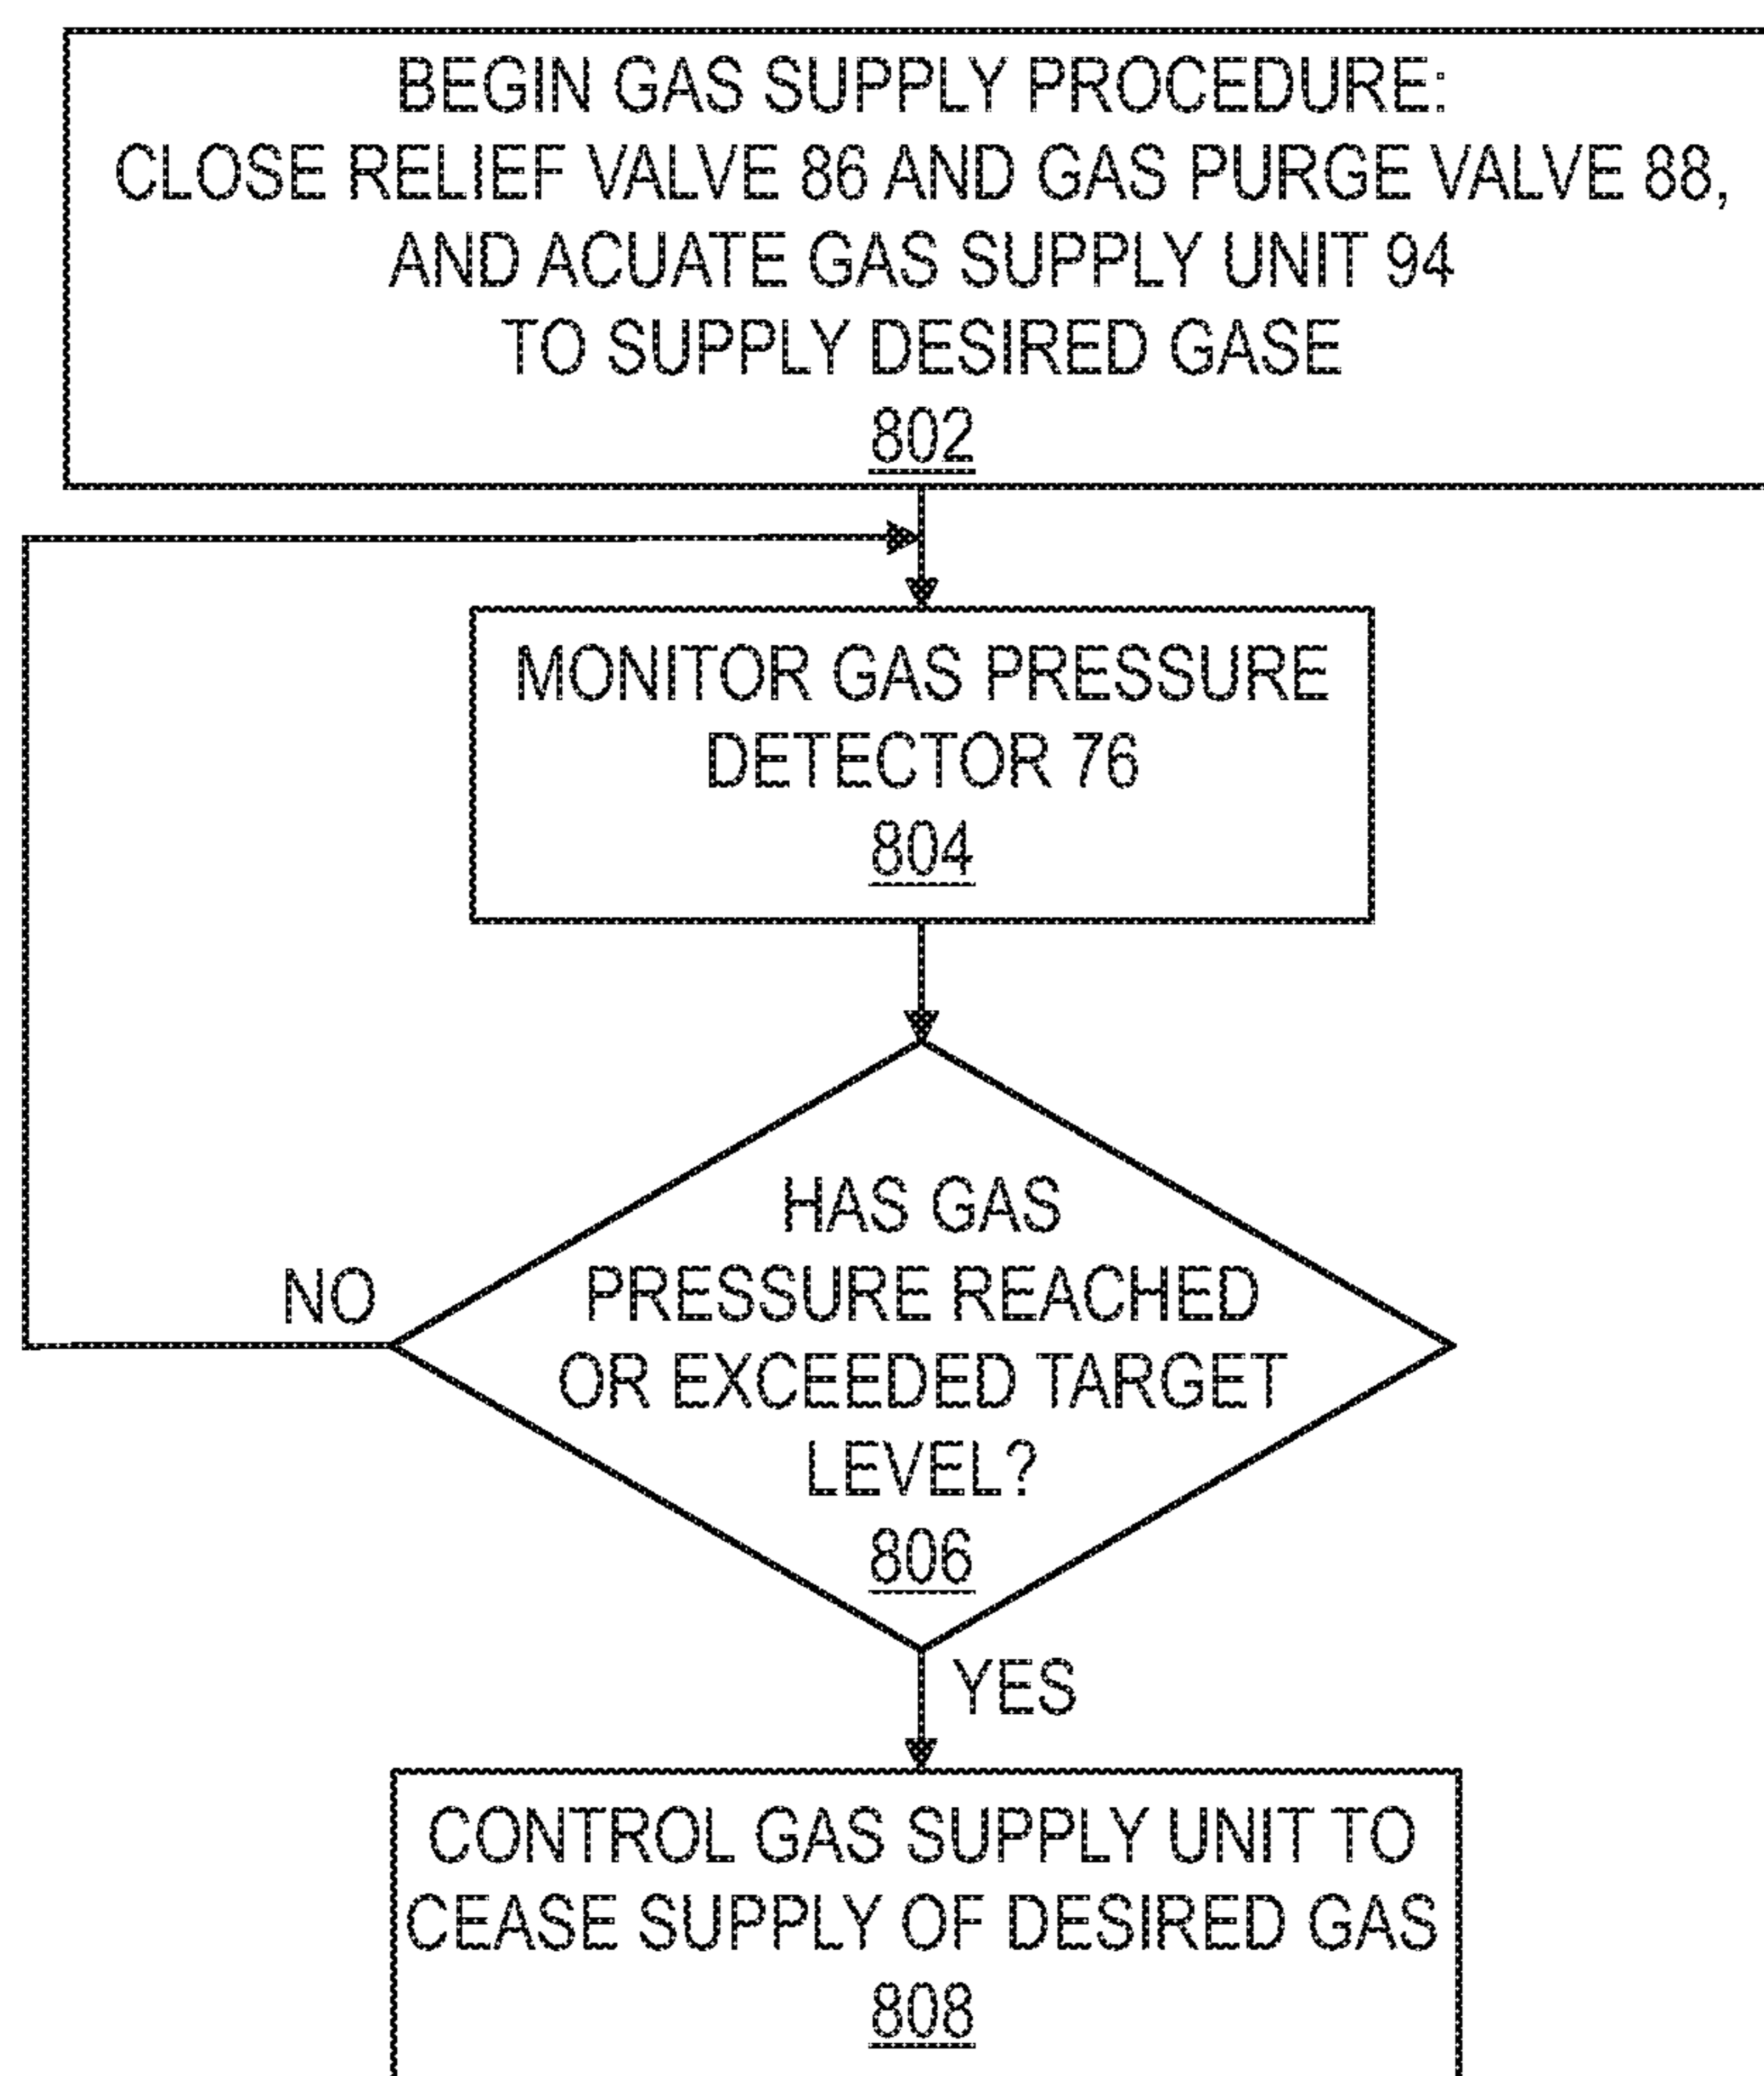 BEGIN GAS SUPPLY PROCEDURE:
CLOSE RELIEF VALVE 86 AND GAS PURGE VALVE 88,
AND ACUATE GAS SUPPLY UNIT 94
TO SUPPLY DESIRED GASE
802
MONITOR GAS PRESSURE
DETECTOR 76
804
HAS GAS
PRESSURE REACHED
OR EXCEEDED TARGET
LEVEL?
806
NO
YES
CONTROL GAS SUPPLY UNIT TO
CEASE SUPPLY OF DESIRED GAS
808